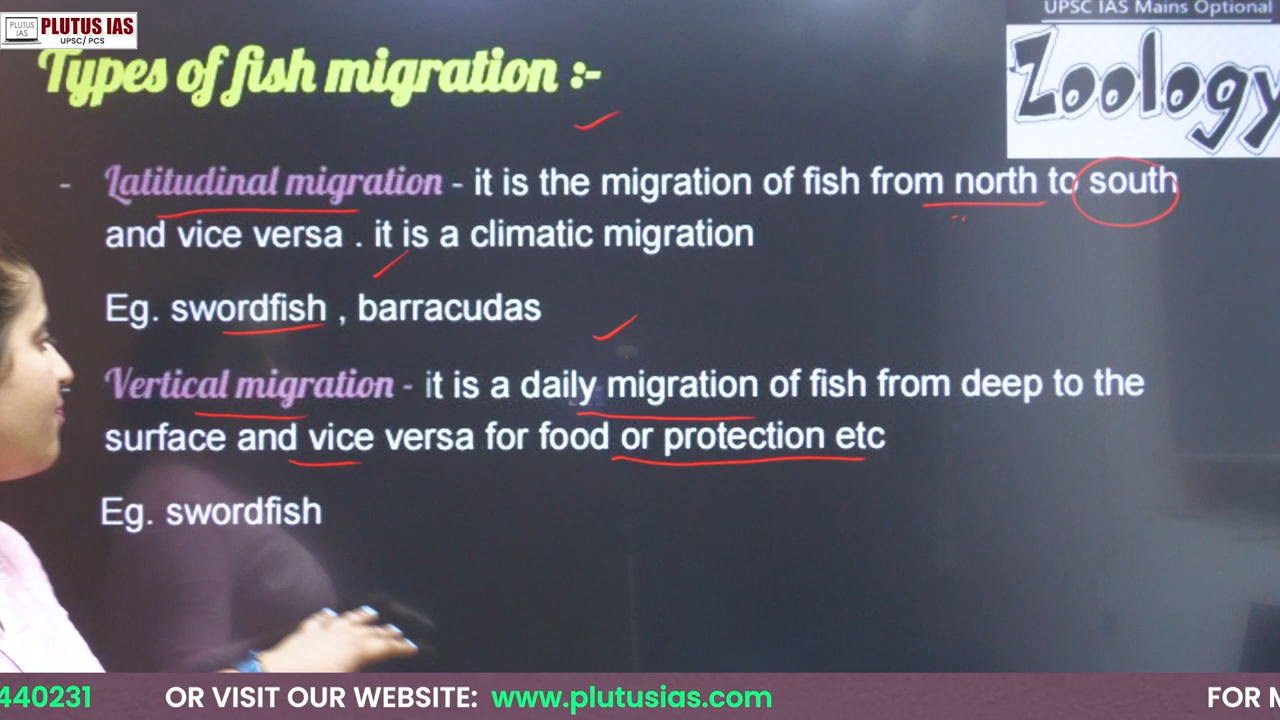 PLUTUS IAS
UPSC/ PCS
PLUTUS
IAS
UPSC IAS Mains Optional
Zoology
Types of fish migration :-
- Latitudinal migration - it is the migration of fish from north to south
and vice versa . it is a climatic migration
Eg. swordfish , barracudas
- Vertical migration - it is a daily migration of fish from deep to the
surface and vice versa for food or protection etc
Eg. swordfish
440231 OR VISIT OUR WEBSITE: www.plutusias.com FOR M